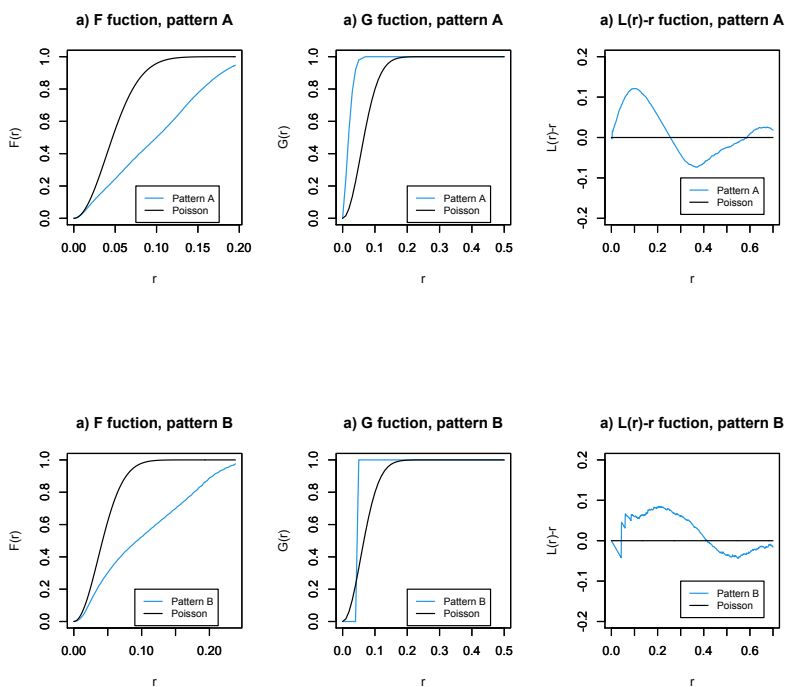 a) F fuction, pattern A
F(r)
0.0 0.2 0.4 0.6 0.8 1.0
Pattern A
Poisson
0.00 0.05 0.10 0.15 0.20
r
a) G fuction, pattern A
G(r)
0.0 0.2 0.4 0.6 0.8 1.0
Pattern A
Poisson
0.0 0.1 0.2 0.3 0.4 0.5
r
a) L(r)-r fuction, pattern A
L(r)-r
-0.2 -0.1 0.0 0.1 0.2
Pattern A
Poisson
0.0 0.2 0.4 0.6
r
a) F fuction, pattern B
F(r)
0.0 0.2 0.4 0.6 0.8 1.0
Pattern B
Poisson
0.00 0.10 0.20
r
a) G fuction, pattern B
G(r)
0.0 0.2 0.4 0.6 0.8 1.0
Pattern B
Poisson
0.0 0.1 0.2 0.3 0.4 0.5
r
a) L(r)-r fuction, pattern B
L(r)-r
-0.2 -0.1 0.0 0.1 0.2
Pattern B
Poisson
0.0 0.2 0.4 0.6
r